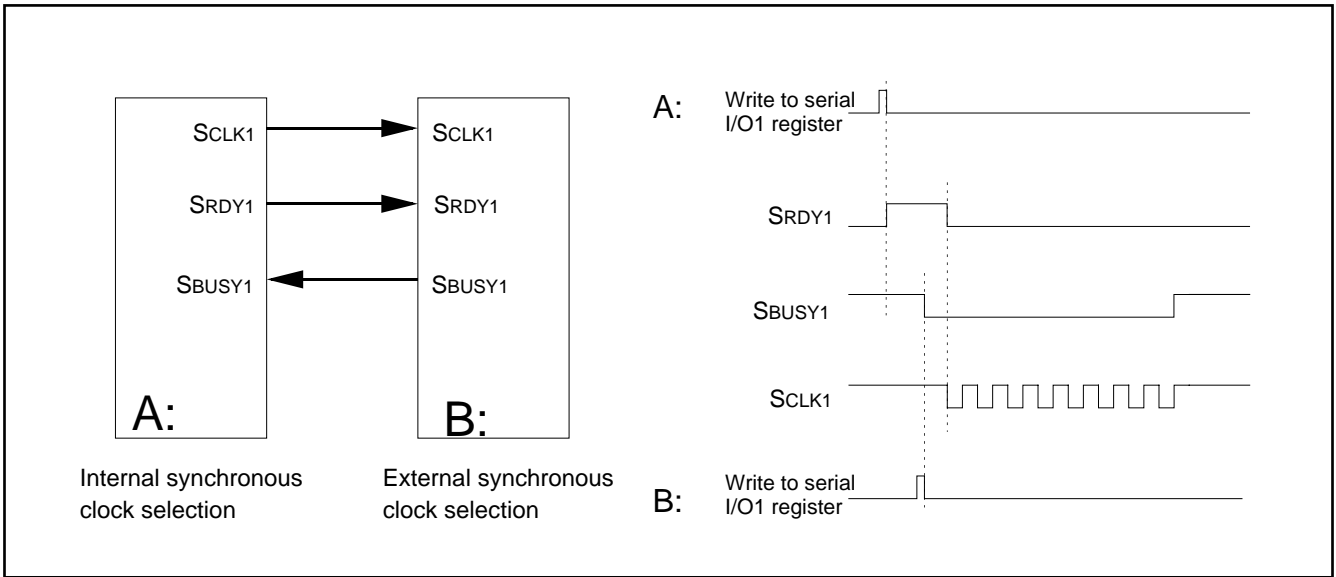 SCLK1
SRDY1
SBUSY1
A:
Internal synchronous
clock selection
SCLK1
SRDY1
SBUSY1
B:
External synchronous
clock selection
A:
Write to serial
I/O1 register
SRDY1
SBUSY1
SCLK1
B:
Write to serial
I/O1 register